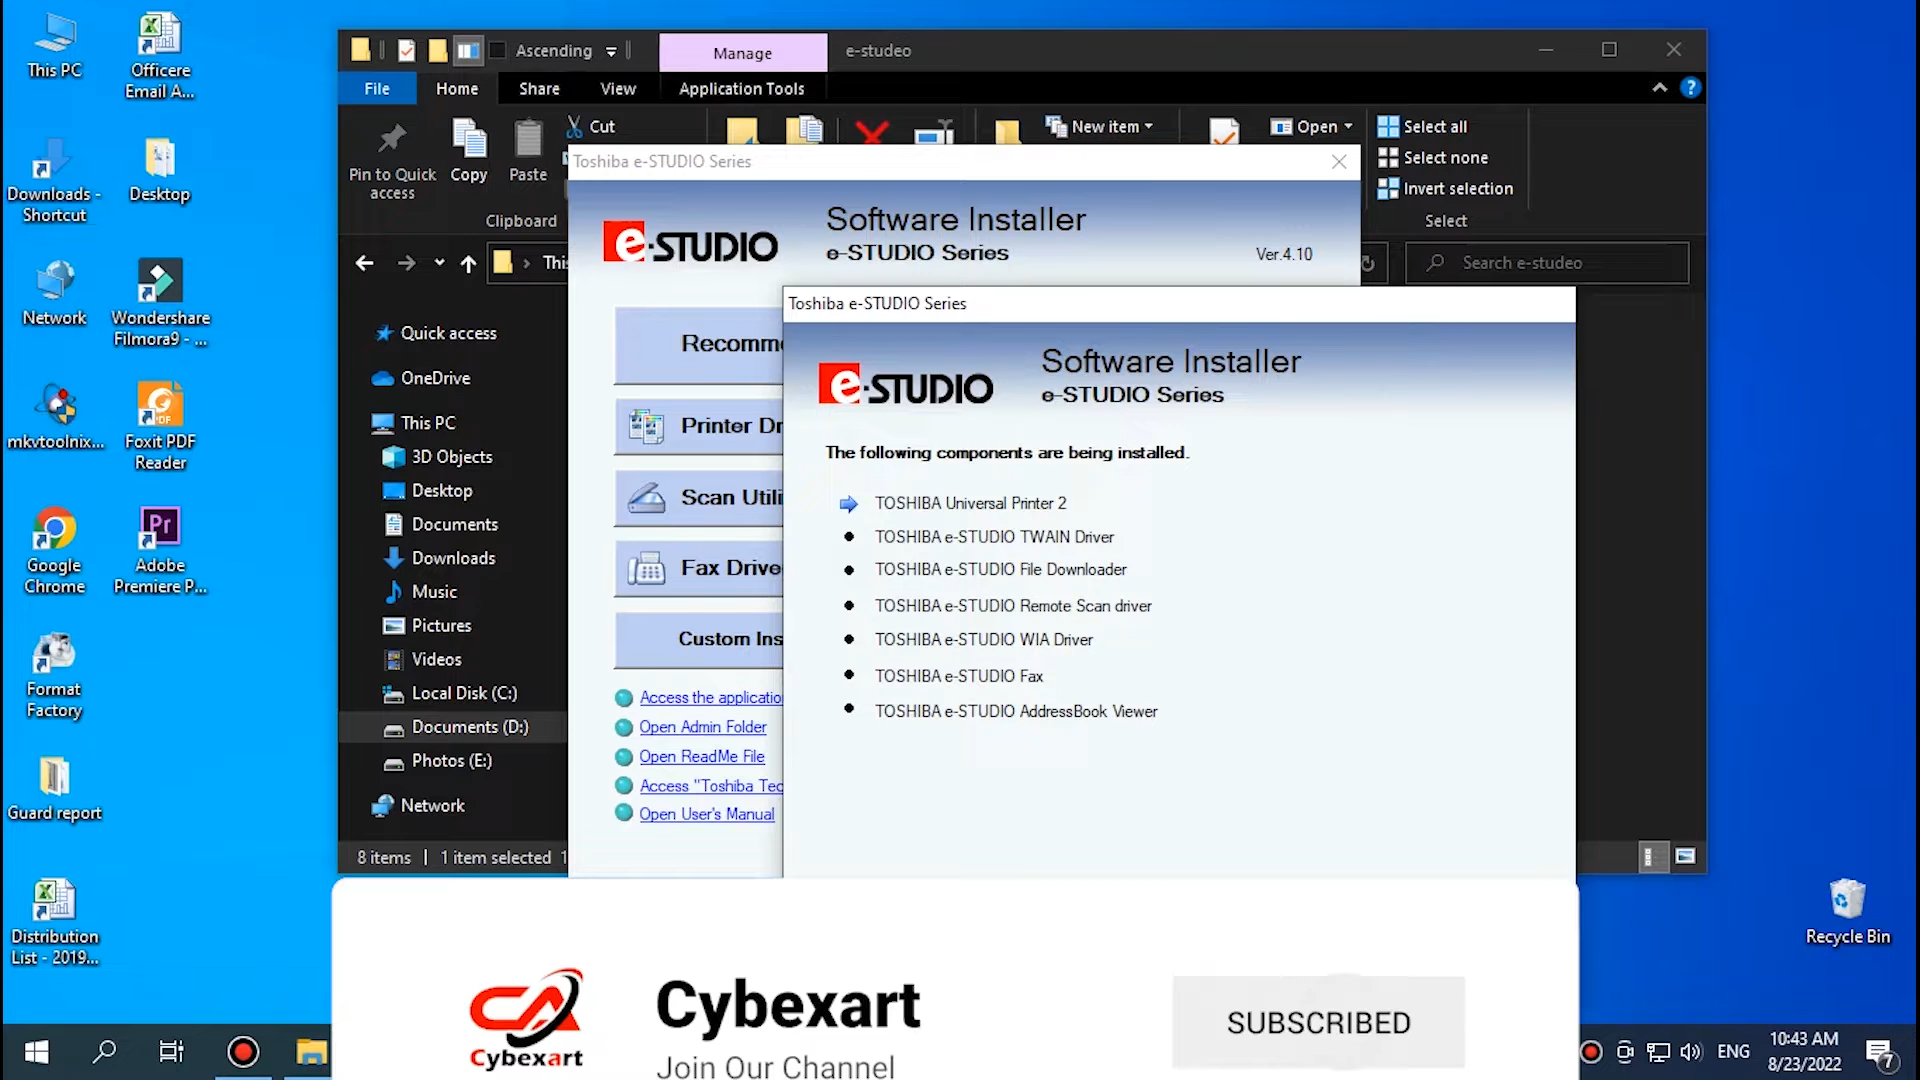 This PC
Officere
Email A...
Downloads -
Shortcut
Desktop
Network
Wondershare
Filmora9 - ...
mkvtoolnix...
Foxit PDF
Reader
Google
Chrome
Pr
Adobe
Premiere P...
Format
Factory
Guard report
Distribution
List - 2019...
Recycle Bin
Ascending
Manage
e-studeo
File
Home
Share
View
Application Tools
Pin to Quick
access
Copy
Paste
Cut
New item
Open
Select all
Select none
Invert selection
Clipboard
Select
Search e-studeo
Quick access
OneDrive
This PC
3D Objects
Desktop
Documents
Downloads
Music
Pictures
Videos
Local Disk (C:)
Documents (D:)
Photos (E:)
Network
8 items
1 item selected
Toshiba e-STUDIO Series
e-STUDIO
Software Installer
e-STUDIO Series
Ver.4.10
Recomme
Printer Dr
Scan Utili
Fax Drive
Custom Ins
Access the applicatio
Open Admin Folder
Open ReadMe File
Access "Toshiba Tec
Open User's Manual
Toshiba e-STUDIO Series
e-STUDIO
Software Installer
e-STUDIO Series
The following components are being installed.
TOSHIBA Universal Printer 2
TOSHIBA e-STUDIO TWAIN Driver
TOSHIBA e-STUDIO File Downloader
TOSHIBA e-STUDIO Remote Scan driver
TOSHIBA e-STUDIO WIA Driver
TOSHIBA e-STUDIO Fax
TOSHIBA e-STUDIO AddressBook Viewer
Cybexart
Cybexart
Join Our Channel
SUBSCRIBED
ENG
10:43 AM
8/23/2022
7